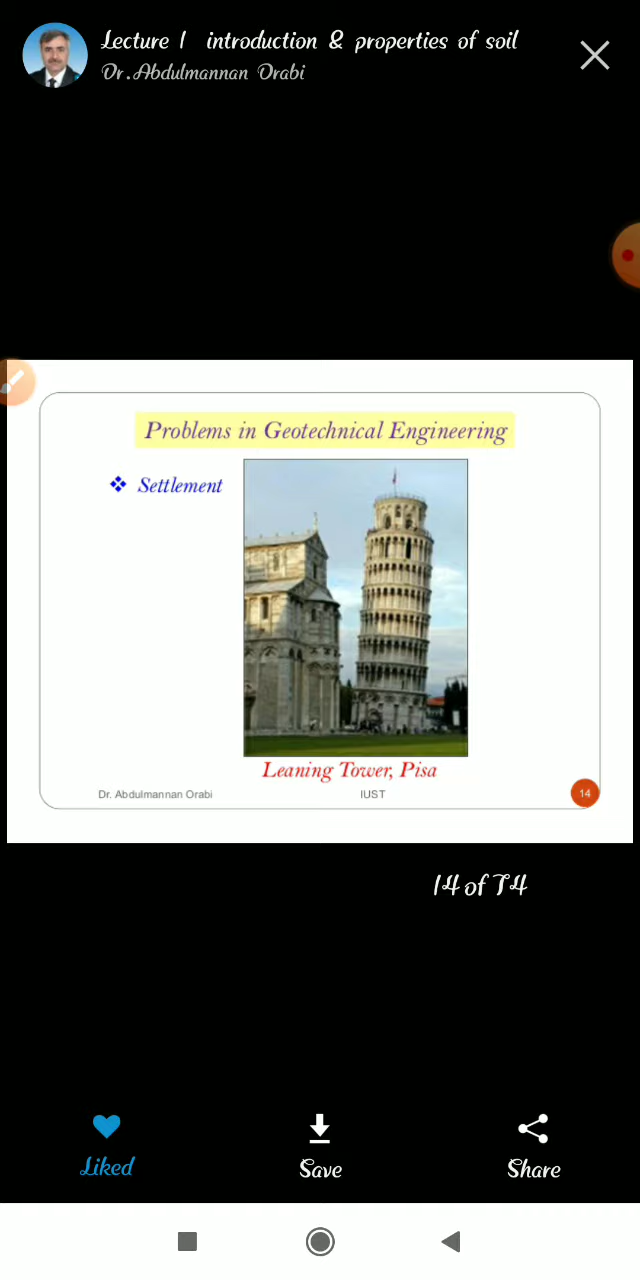 Lecture 1 introduction & properties of soil
Dr.Abdulmannan Orabi
Problems in Geotechnical Engineering
Settlement
Leaning Tower, Pisa
Dr. Abdulmannan Orabi IUST 14
14 of 74
Liked Save Share